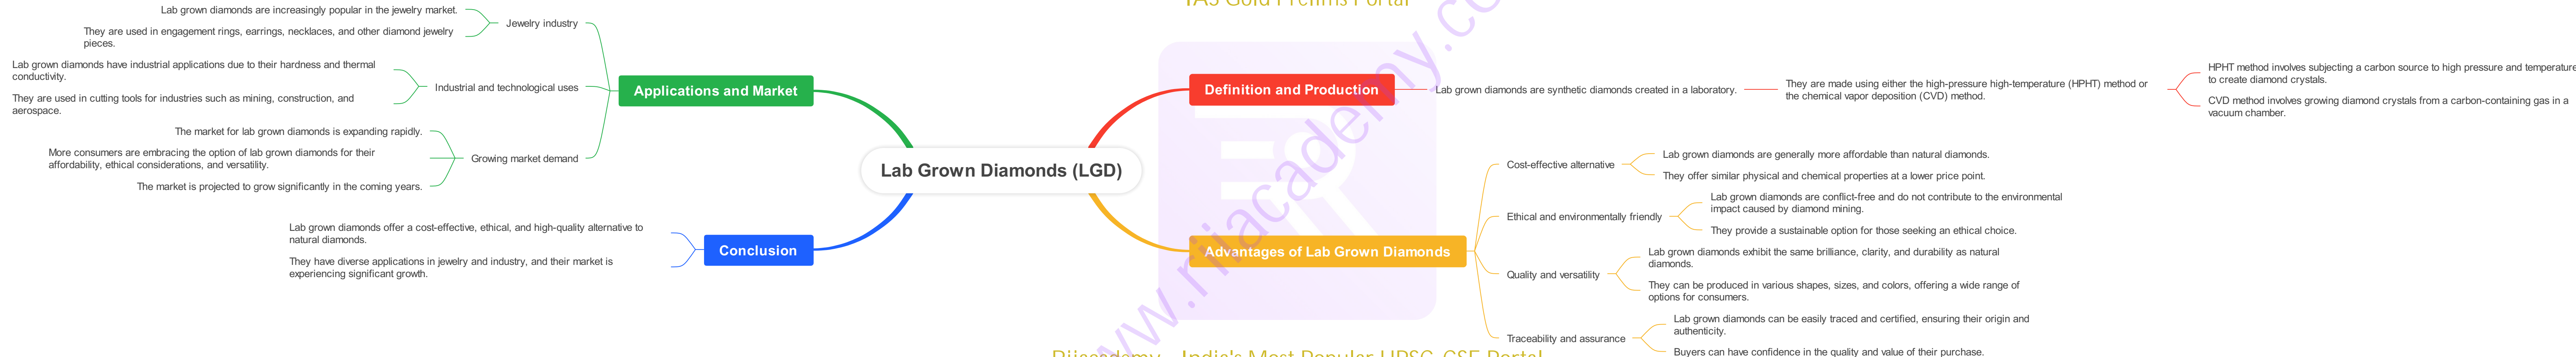 IAS Gold Prelims Portal
Lab Grown Diamonds (LGD)
Definition and Production
Lab grown diamonds are synthetic diamonds created in a laboratory.
They are made using either the high-pressure high-temperature (HPHT) method or
the chemical vapor deposition (CVD) method.
HPHT method involves subjecting a carbon source to high pressure and temperature
to create diamond crystals.
CVD method involves growing diamond crystals from a carbon-containing gas in a
vacuum chamber.
Advantages of Lab Grown Diamonds
Cost-effective alternative
Lab grown diamonds are generally more affordable than natural diamonds.
They offer similar physical and chemical properties at a lower price point.
Ethical and environmentally friendly
Lab grown diamonds are conflict-free and do not contribute to the environmental
impact caused by diamond mining.
They provide a sustainable option for those seeking an ethical choice.
Quality and versatility
Lab grown diamonds exhibit the same brilliance, clarity, and durability as natural
diamonds.
They can be produced in various shapes, sizes, and colors, offering a wide range of
options for consumers.
Traceability and assurance
Lab grown diamonds can be easily traced and certified, ensuring their origin and
authenticity.
Buyers can have confidence in the quality and value of their purchase.
Applications and Market
Jewelry industry
Lab grown diamonds are increasingly popular in the jewelry market.
They are used in engagement rings, earrings, necklaces, and other diamond jewelry
pieces.
Industrial and technological uses
Lab grown diamonds have industrial applications due to their hardness and thermal
conductivity.
They are used in cutting tools for industries such as mining, construction, and
aerospace.
Growing market demand
The market for lab grown diamonds is expanding rapidly.
More consumers are embracing the option of lab grown diamonds for their
affordability, ethical considerations, and versatility.
The market is projected to grow significantly in the coming years.
Conclusion
Lab grown diamonds offer a cost-effective, ethical, and high-quality alternative to
natural diamonds.
They have diverse applications in jewelry and industry, and their market is
experiencing significant growth.
www.rijacademy.co
India's Most Popular UPSC-CSE Portal